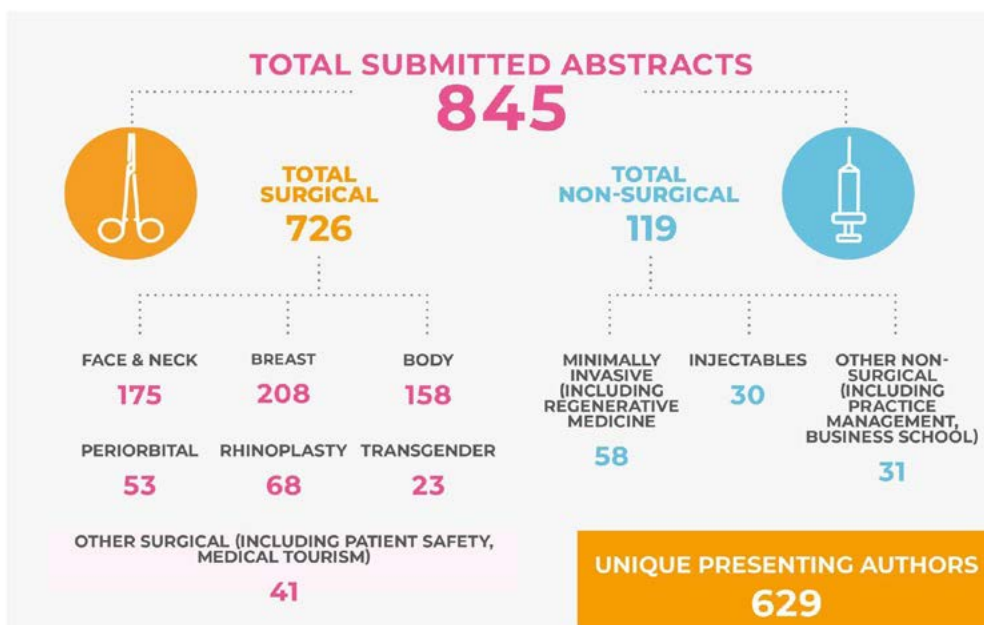 TOTAL SUBMITTED ABSTRACTS
845
TOTAL
SURGICAL
726
TOTAL
NON-SURGICAL
119
FACE & NECK
175
BREAST
208
BODY
158
PERIORBITAL
53
RHINOPLASTY
68
TRANSGENDER
23
OTHER SURGICAL (INCLUDING PATIENT SAFETY,
MEDICAL TOURISM)
41
MINIMALLY
INVASIVE
(INCLUDING
REGENERATIVE
MEDICINE
58
INJECTABLES
30
OTHER NON-
SURGICAL
(INCLUDING
PRACTICE
MANAGEMENT,
BUSINESS SCHOOL)
31
UNIQUE PRESENTING AUTHORS
629